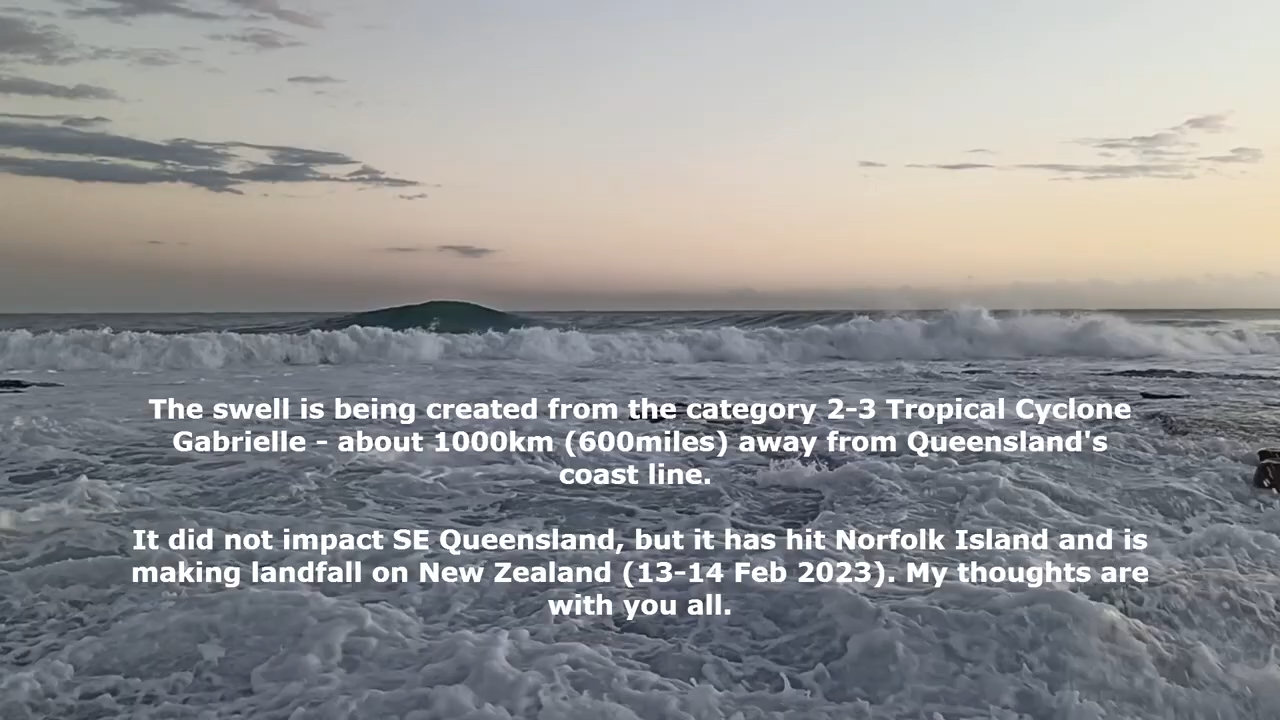 The swell is being created from the category 2-3 Tropical Cyclone
Gabrielle - about 1000km (600miles) away from Queensland's
coast line.
It did not impact SE Queensland, but it has hit Norfolk Island and is
making landfall on New Zealand (13-14 Feb 2023). My thoughts are
with you all.